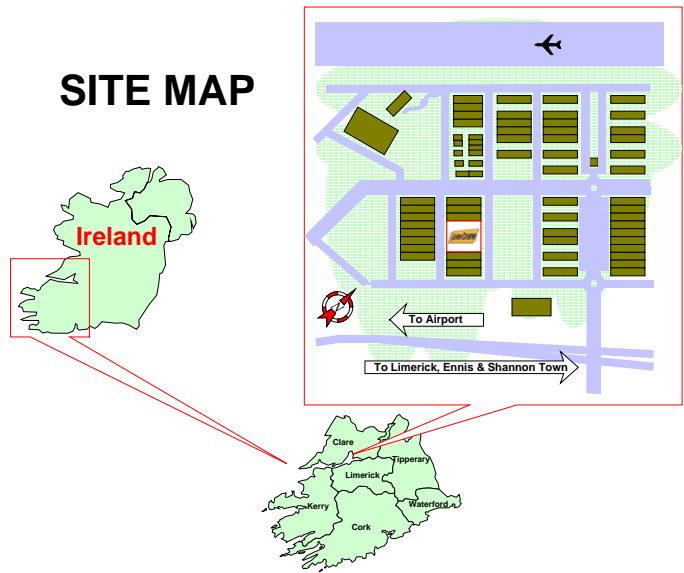 SITE MAP
Ireland
To Airport
To Limerick, Ennis & Shannon Town
Clare
Tipperary
Limerick
Kerry
Waterford
Cork